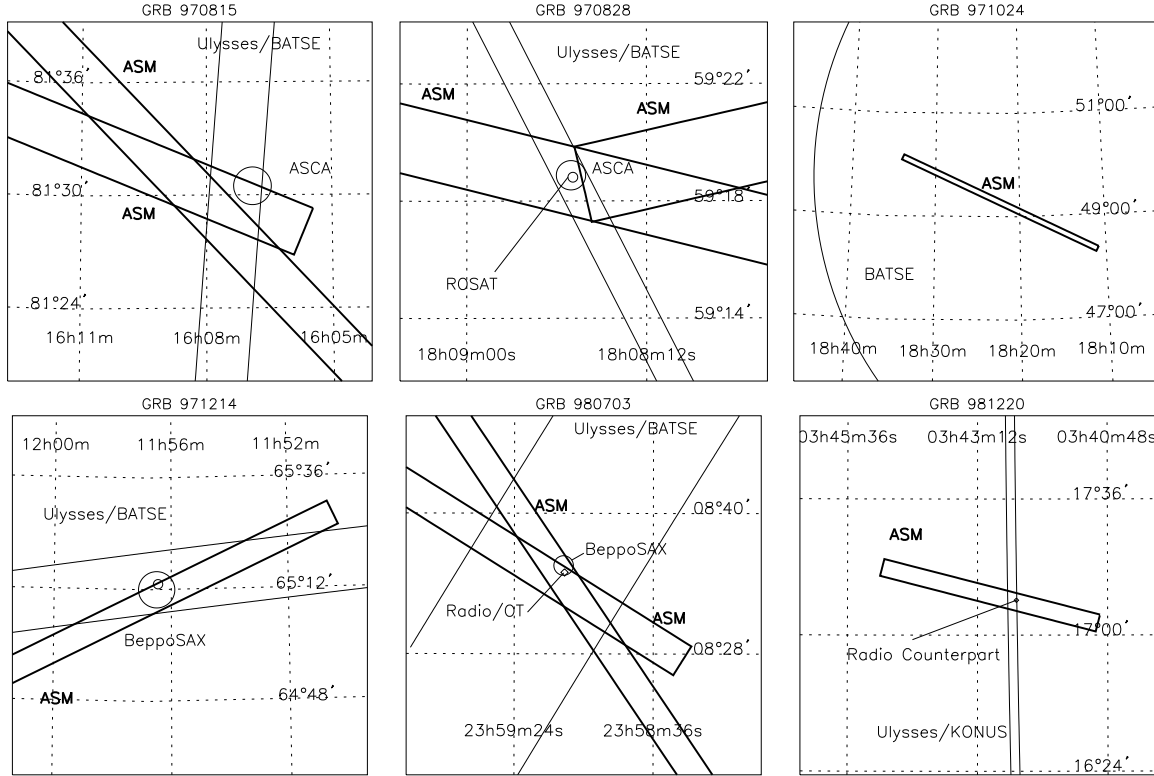 GRB 970815
Ulysses/BATSE
ASM
81°36′
ASCA
81°30′
ASM
81°24′
16h11m 16h08m 16h05m
GRB 970828
Ulysses/BATSE
59°22′
ASM
ASM
ASCA
59°18′
ROSAT
59°14′
18h09m00s 18h08m12s
GRB 971024
51°00′
ASM
49°00′
BATSE
47°00′
18h40m 18h30m 18h20m 18h10m
GRB 971214
12h00m 11h56m 11h52m
65°36′
Ulysses/BATSE
65°12′
BeppoSAX
64°48′
ASM
GRB 980703
Ulysses/BATSE
ASM
08°40′
BeppoSAX
Radio/OT
ASM
08°28′
23h59m24s 23h58m36s
GRB 981220
03h45m36s 03h43m12s 03h40m48s
17°36′
ASM
17°00′
Radio Counterpart
Ulysses/KONUS
16°24′